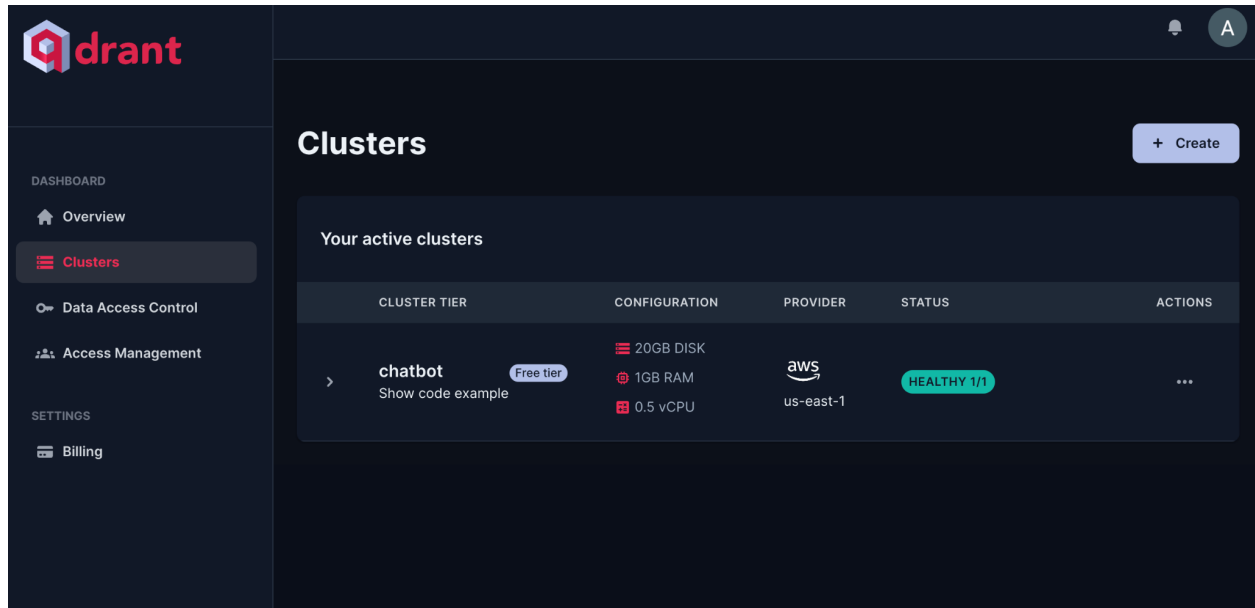 qdrant
A
Clusters
+ Create
DASHBOARD
Overview
Clusters
Data Access Control
Access Management
SETTINGS
Billing
Your active clusters
CLUSTER TIER CONFIGURATION PROVIDER STATUS ACTIONS
chatbot Free tier
Show code example
20GB DISK
1GB RAM
0.5 vCPU
aws
us-east-1
HEALTHY 1/1